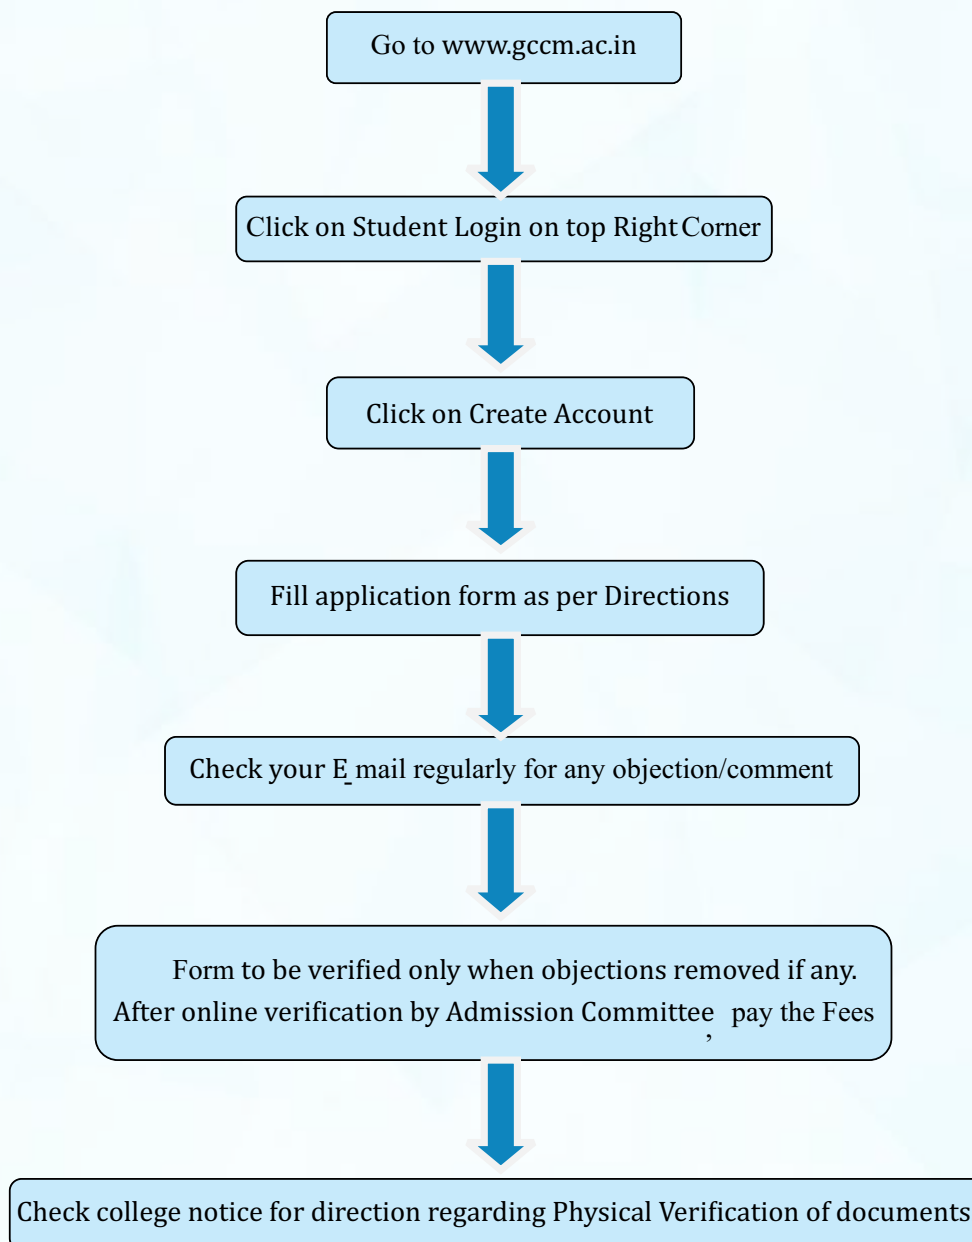 Go to www.gccm.ac.in
Click on Student Login on top Right Corner
Click on Create Account
Fill application form as per Directions
Check your E-mail regularly for any objection/comment
Form to be verified only when objections removed if any.
After online verification by Admission Committee, pay the Fees
Check college notice for direction regarding Physical Verification of documents